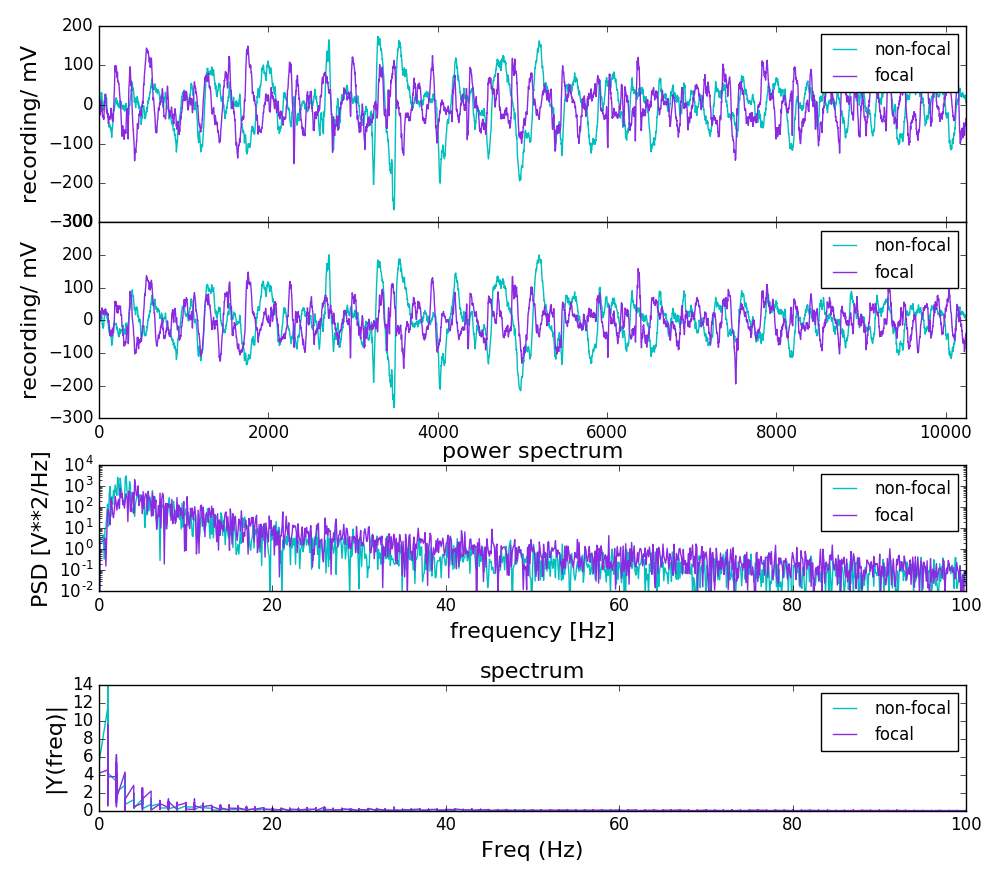 200
100
0
−100
−200
−300
recording/ mV
non-focal
focal
300
200
100
0
−100
−200
−300
recording/ mV
non-focal
focal
0 2000 4000 6000 8000 10000
power spectrum
10^4
10^3
10^2
10^1
10^0
10^-1
10^-2
PSD [V**2/Hz]
non-focal
focal
0 20 40 60 80 100
frequency [Hz]
spectrum
14
12
10
8
6
4
2
0
|Y(freq)|
non-focal
focal
0 20 40 60 80 100
Freq (Hz)